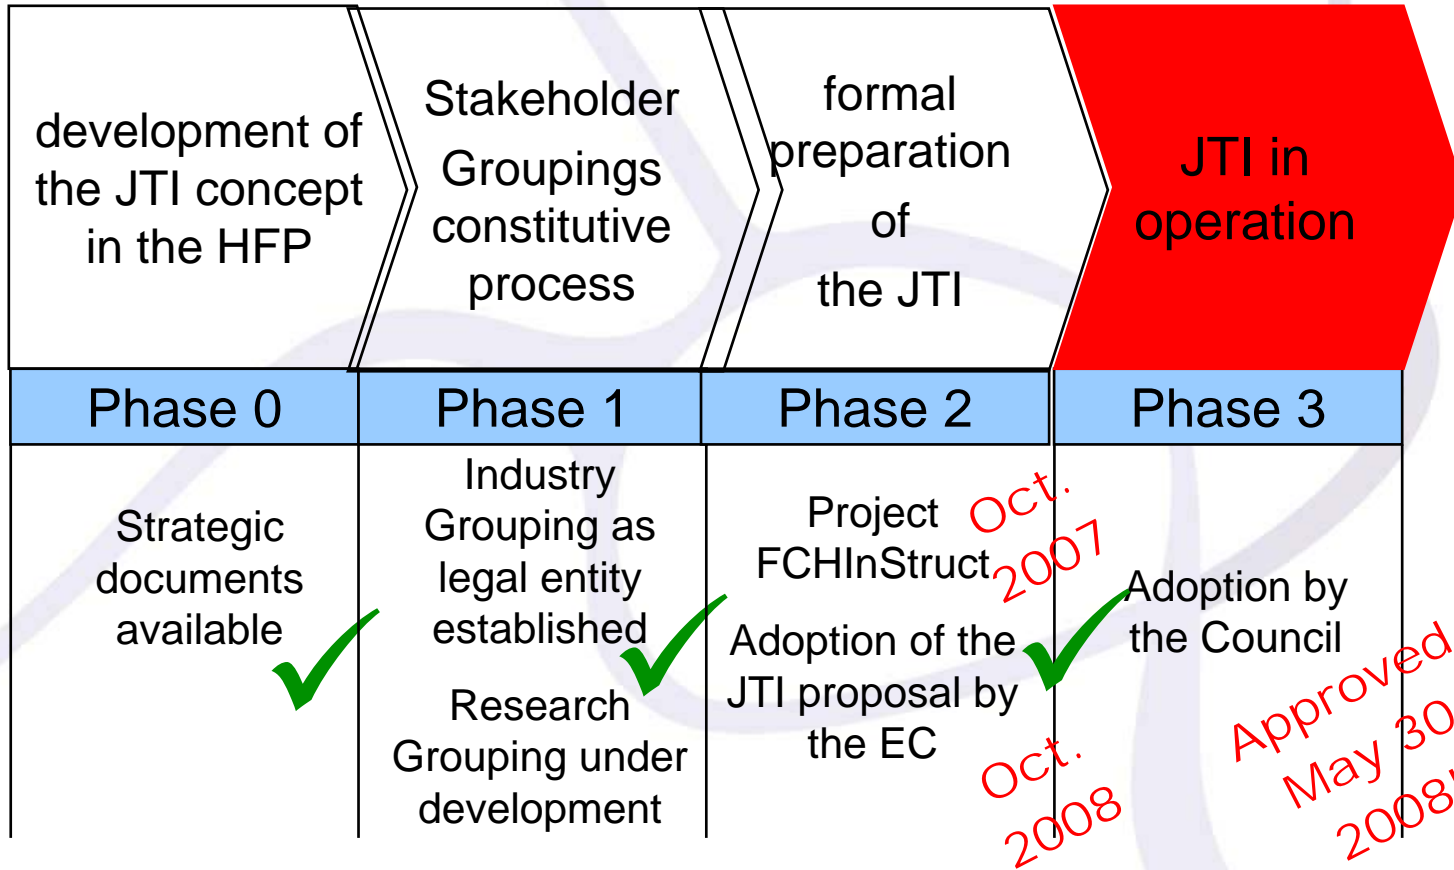 development of
the JTI concept
in the HFP
Stakeholder
Groupings
constitutive
process
formal
preparation
of
the JTI
JTI in
operation
Phase 0
Phase 1
Phase 2
Phase 3
Strategic
documents
available
Industry
Grouping as
legal entity
established
Research
Grouping under
development
Project
FCHInStruct
Oct.
2007
Adoption of the
JTI proposal by
the EC
Oct.
2008
Adoption by
the Council
Approved
May 30
2008'